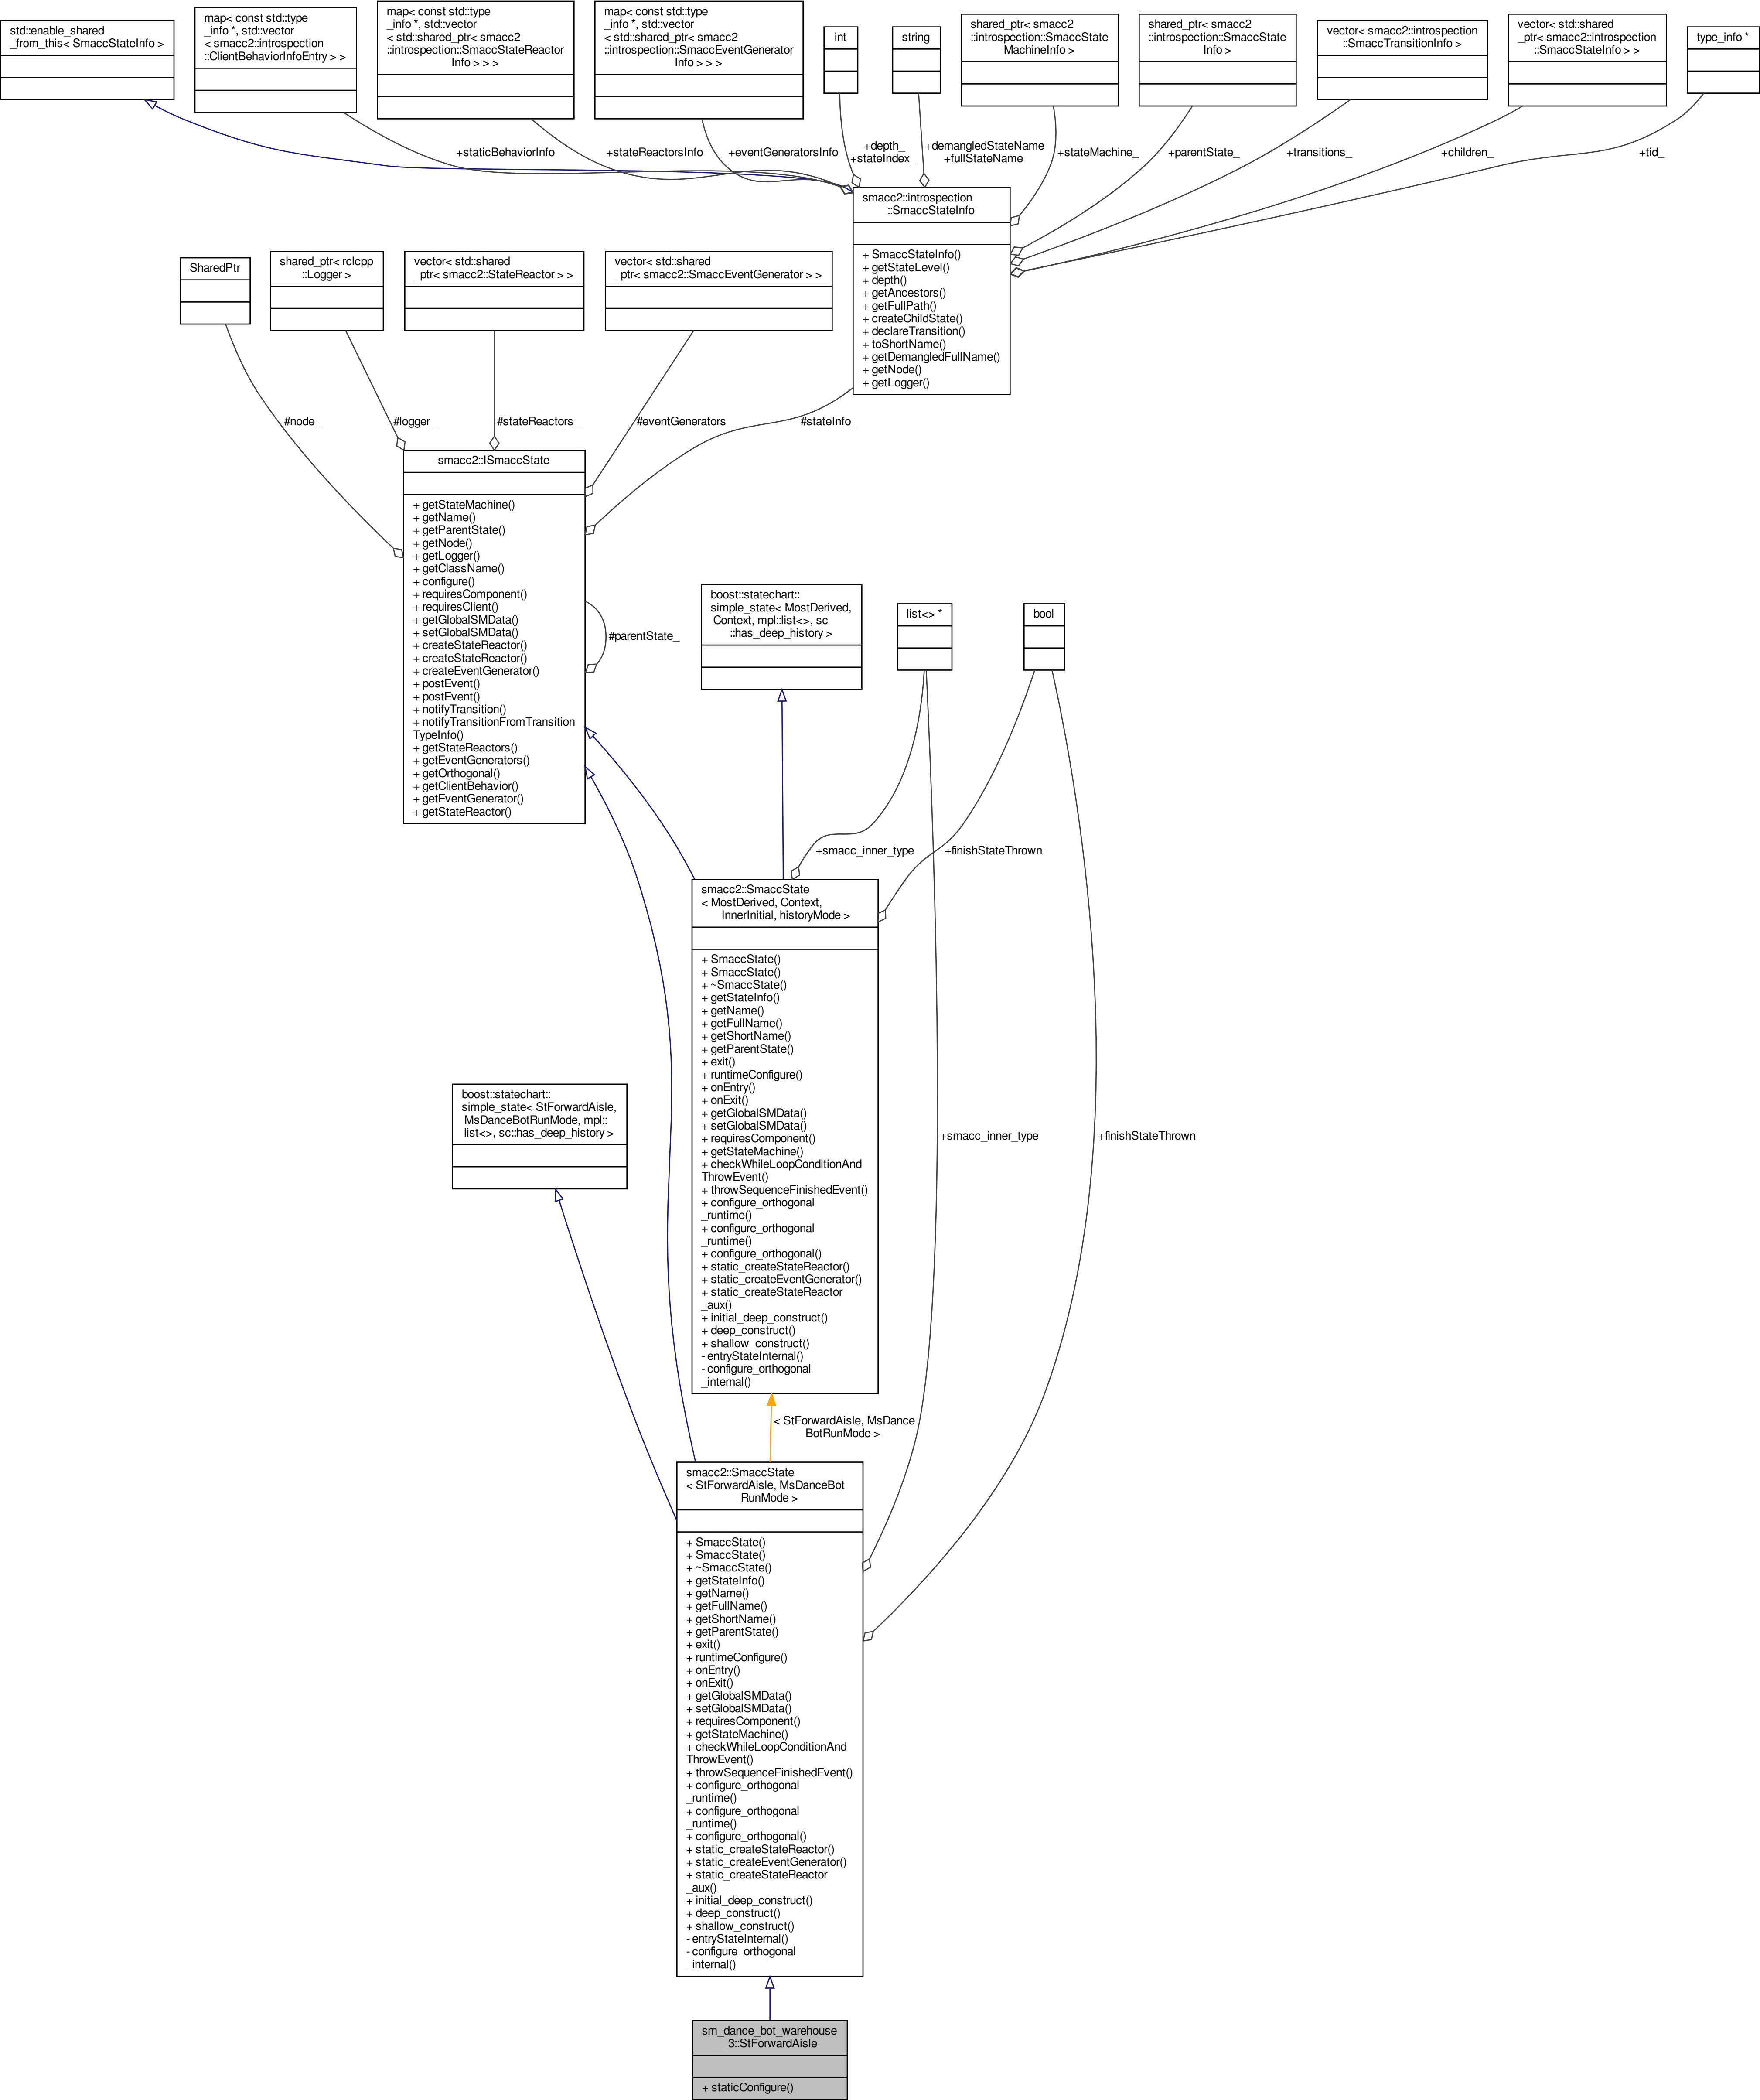 std::enable_shared
_from_this< SmaccStateInfo >
map< const std::type
_info *, std::vector
< smacc2::introspection
::ClientBehaviorInfoEntry > >
map< const std::type
_info *, std::vector
< std::shared_ptr< smacc2
::introspection::SmaccStateReactor
Info > > >
map< const std::type
_info *, std::vector
< std::shared_ptr< smacc2
::introspection::SmaccEventGenerator
Info > > >
int
string
shared_ptr< smacc2
::introspection::SmaccState
MachineInfo >
shared_ptr< smacc2
::introspection::SmaccState
Info >
vector< smacc2::introspection
::SmaccTransitionInfo >
vector< std::shared
_ptr< smacc2::introspection
::SmaccStateInfo > >
type_info *
+staticBehaviorInfo
+stateReactorsInfo
+eventGeneratorsInfo
+depth_
+stateIndex_
+demangledStateName
+fullStateName
+stateMachine_
+parentState_
+transitions_
+children_
+tid_
smacc2::introspection
::SmaccStateInfo
+ SmaccStateInfo()
+ getStateLevel()
+ depth()
+ getAncestors()
+ getFullPath()
+ createChildState()
+ declareTransition()
+ toShortName()
+ getDemangledFullName()
+ getNode()
+ getLogger()
SharedPtr
shared_ptr< rclcpp
::Logger >
vector< std::shared
_ptr< smacc2::StateReactor > >
vector< std::shared
_ptr< smacc2::SmaccEventGenerator > >
#node_
#logger_
#stateReactors_
#eventGenerators_
#stateInfo_
smacc2::ISmaccState
+ getStateMachine()
+ getName()
+ getParentState()
+ getNode()
+ getLogger()
+ getClassName()
+ configure()
+ requiresComponent()
+ requiresClient()
+ getGlobalSMData()
+ setGlobalSMData()
+ createStateReactor()
+ createStateReactor()
+ createEventGenerator()
+ postEvent()
+ postEvent()
+ notifyTransition()
+ notifyTransitionFromTransition
TypeInfo()
+ getStateReactors()
+ getEventGenerators()
+ getOrthogonal()
+ getClientBehavior()
+ getEventGenerator()
+ getStateReactor()
#parentState_
boost::statechart::
simple_state< MostDerived,
Context, mpl::list<>, sc
::has_deep_history >
list<> *
bool
+smacc_inner_type
+finishStateThrown
smacc2::SmaccState
< MostDerived, Context,
InnerInitial, historyMode >
+ SmaccState()
+ SmaccState()
+ ~SmaccState()
+ getStateInfo()
+ getName()
+ getFullName()
+ getShortName()
+ getParentState()
+ exit()
+ runtimeConfigure()
+ onEntry()
+ onExit()
+ getGlobalSMData()
+ setGlobalSMData()
+ requiresComponent()
+ getStateMachine()
+ checkWhileLoopConditionAnd
ThrowEvent()
+ throwSequenceFinishedEvent()
+ configure_orthogonal
_runtime()
+ configure_orthogonal
_runtime()
+ configure_orthogonal()
+ static_createStateReactor()
+ static_createEventGenerator()
+ static_createStateReactor
_aux()
+ initial_deep_construct()
+ deep_construct()
+ shallow_construct()
- entryStateInternal()
- configure_orthogonal
_internal()
boost::statechart::
simple_state< StForwardAisle,
MsDanceBotRunMode, mpl::
list<>, sc::has_deep_history >
+smacc_inner_type
+finishStateThrown
< StForwardAisle, MsDance
BotRunMode >
smacc2::SmaccState
< StForwardAisle, MsDanceBot
RunMode >
+ SmaccState()
+ SmaccState()
+ ~SmaccState()
+ getStateInfo()
+ getName()
+ getFullName()
+ getShortName()
+ getParentState()
+ exit()
+ runtimeConfigure()
+ onEntry()
+ onExit()
+ getGlobalSMData()
+ setGlobalSMData()
+ requiresComponent()
+ getStateMachine()
+ checkWhileLoopConditionAnd
ThrowEvent()
+ throwSequenceFinishedEvent()
+ configure_orthogonal
_runtime()
+ configure_orthogonal
_runtime()
+ configure_orthogonal()
+ static_createStateReactor()
+ static_createEventGenerator()
+ static_createStateReactor
_aux()
+ initial_deep_construct()
+ deep_construct()
+ shallow_construct()
- entryStateInternal()
- configure_orthogonal
_internal()
sm_dance_bot_warehouse
_3::StForwardAisle
+ staticConfigure()